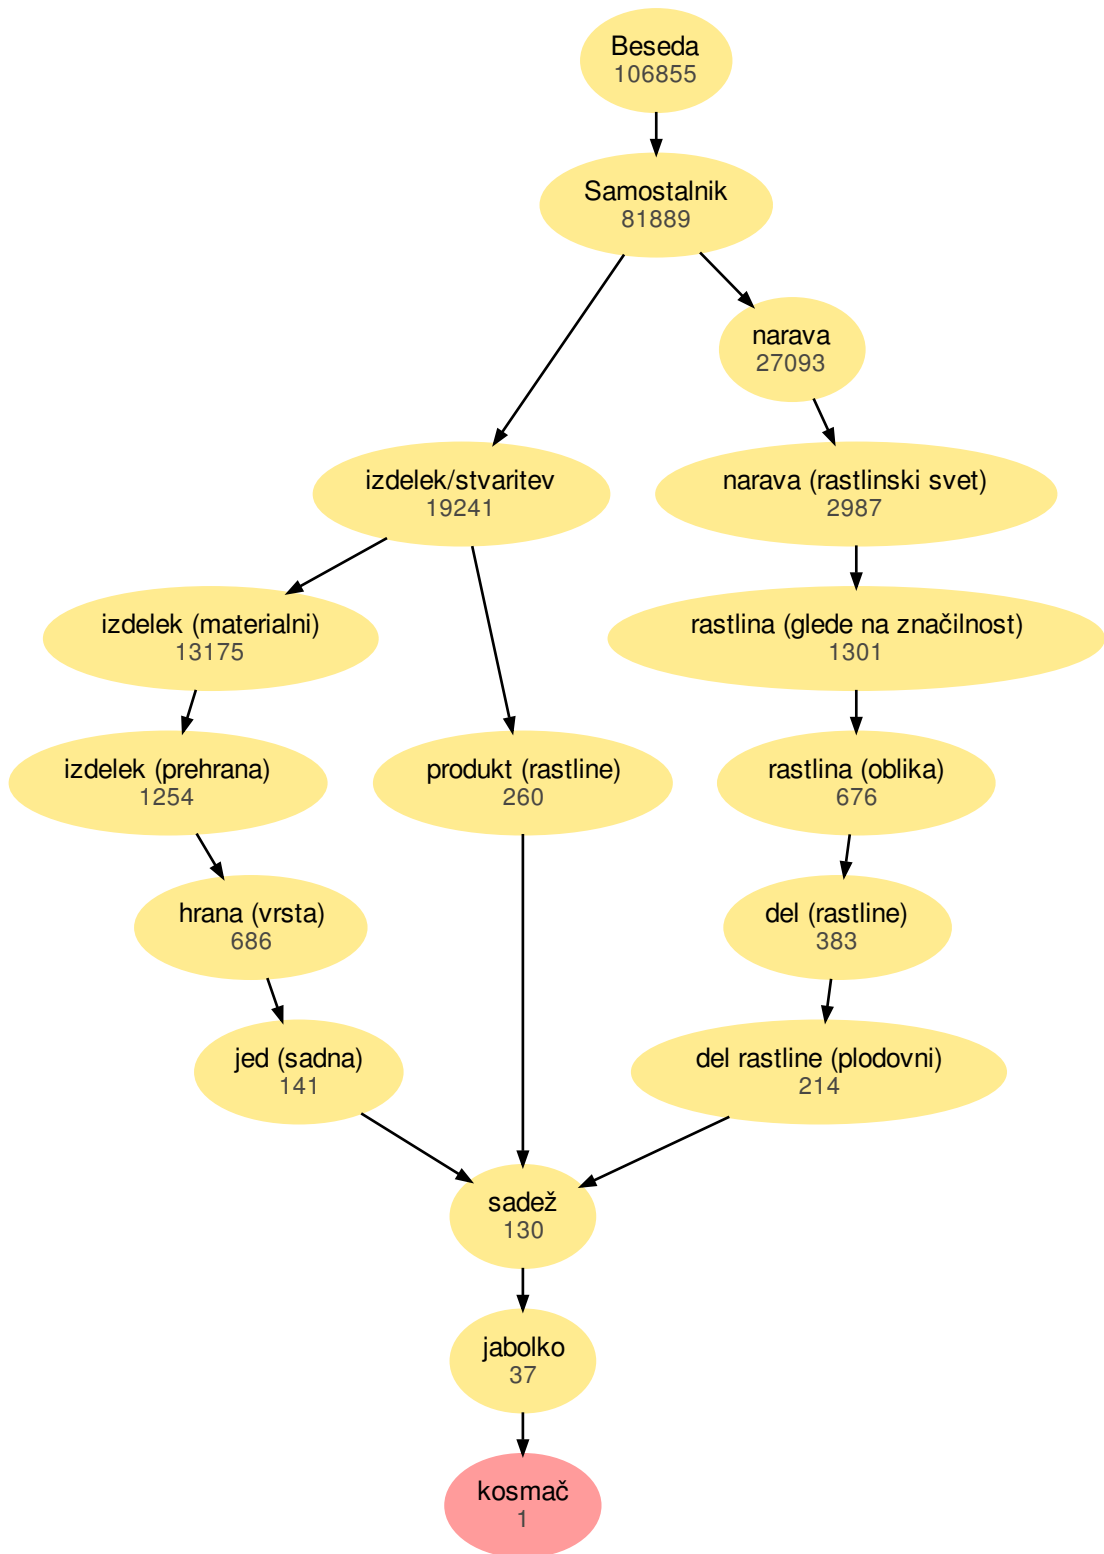 Beseda
106855
Samostalnik
81889
narava
27093
izdelek/stvaritev
19241
narava (rastlinski svet)
2987
izdelek (materialni)
13175
rastlina (glede na značilnost)
1301
izdelek (prehrana)
1254
produkt (rastline)
260
rastlina (oblika)
676
hrana (vrsta)
686
del (rastline)
383
jed (sadna)
141
del rastline (plodovni)
214
sadež
130
jabolko
37
kosmač
1